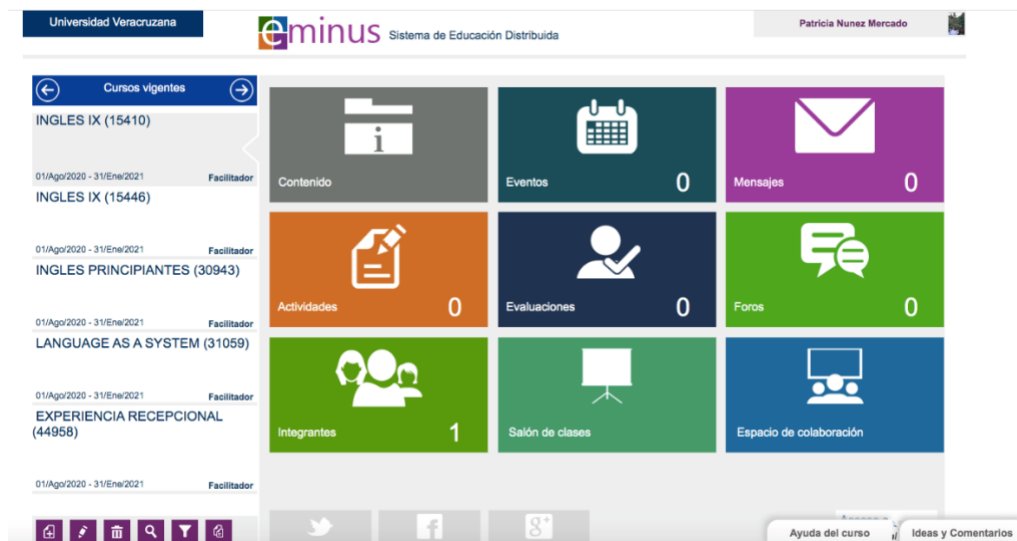 Universidad Veracruzana
eminus Sistema de Educación Distribuida
Patricia Nunez Mercado
Cursos vigentes
INGLES IX (15410)
01/Ago/2020 - 31/Ene/2021 Facilitador
INGLES IX (15446)
01/Ago/2020 - 31/Ene/2021 Facilitador
INGLES PRINCIPIANTES (30943)
01/Ago/2020 - 31/Ene/2021 Facilitador
LANGUAGE AS A SYSTEM (31059)
01/Ago/2020 - 31/Ene/2021 Facilitador
EXPERIENCIA RECEPCIONAL
(44958)
01/Ago/2020 - 31/Ene/2021 Facilitador
i
Contenido
Eventos 0
Mensajes 0
Actividades 0
Evaluaciones 0
Foros 0
Integrantes 1
Salón de clases
Espacio de colaboración
f
g+
Ayuda del curso
Ideas y Comentarios